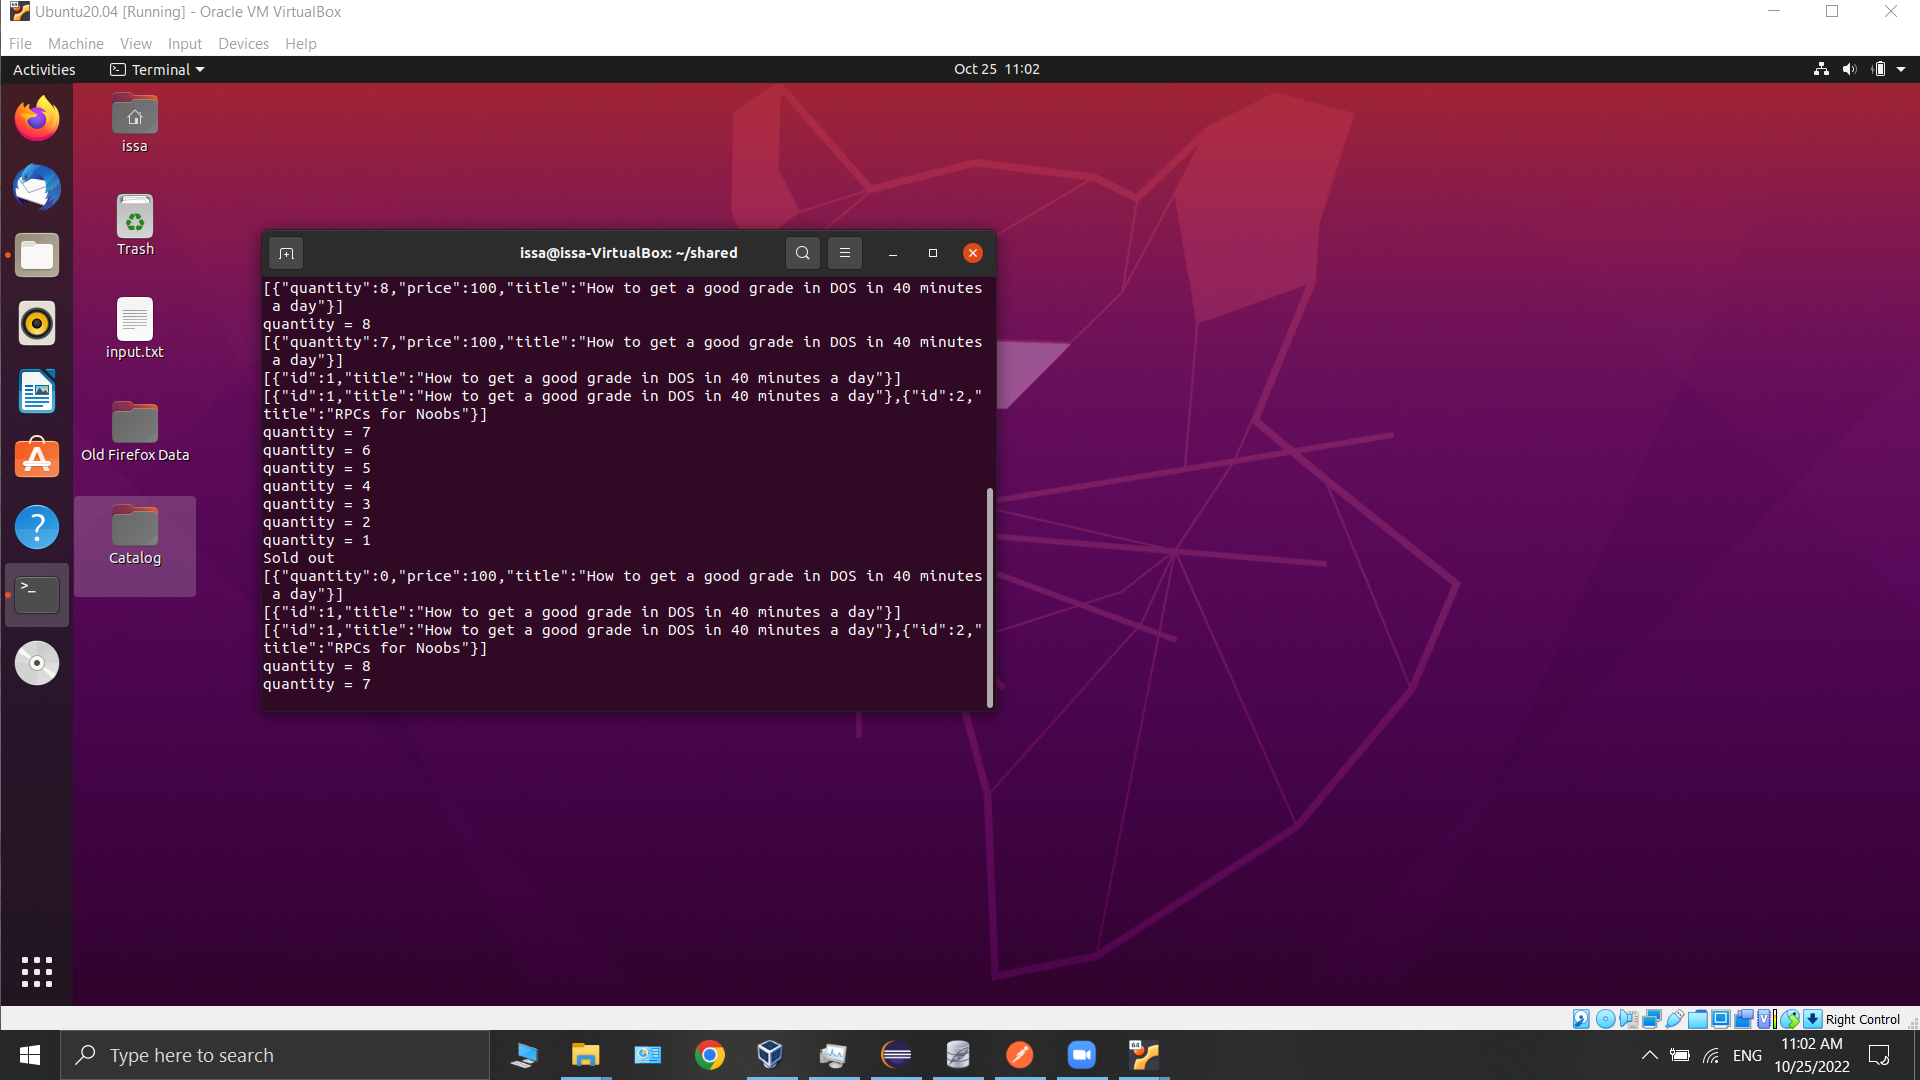 Ubuntu20.04 [Running] - Oracle VM VirtualBox
File Machine View Input Devices Help
Activities Terminal Oct 25 11:02
issa
Trash
input.txt
Old Firefox Data
Catalog
issa@issa-VirtualBox: ~/shared
[{"quantity":8,"price":100,"title":"How to get a good grade in DOS in 40 minutes
 a day"}]
quantity = 8
[{"quantity":7,"price":100,"title":"How to get a good grade in DOS in 40 minutes
 a day"}]
[{"id":1,"title":"How to get a good grade in DOS in 40 minutes a day"}]
[{"id":1,"title":"How to get a good grade in DOS in 40 minutes a day"},{"id":2,"
title":"RPCs for Noobs"}]
quantity = 7
quantity = 6
quantity = 5
quantity = 4
quantity = 3
quantity = 2
quantity = 1
Sold out
[{"quantity":0,"price":100,"title":"How to get a good grade in DOS in 40 minutes
 a day"}]
[{"id":1,"title":"How to get a good grade in DOS in 40 minutes a day"}]
[{"id":1,"title":"How to get a good grade in DOS in 40 minutes a day"},{"id":2,"
title":"RPCs for Noobs"}]
quantity = 8
quantity = 7
Right Control
Type here to search
ENG
11:02 AM
10/25/2022